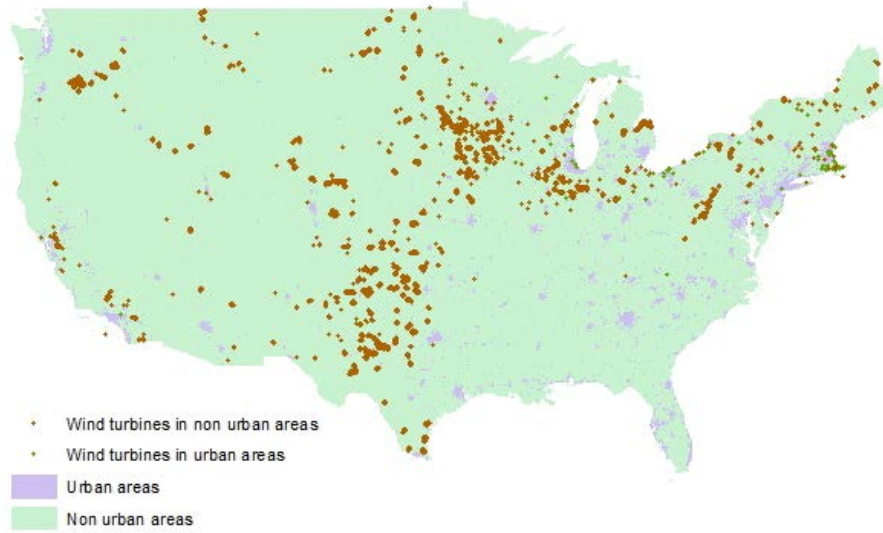 Wind turbines in non urban areas
Wind turbines in urban areas
Urban areas
Non urban areas